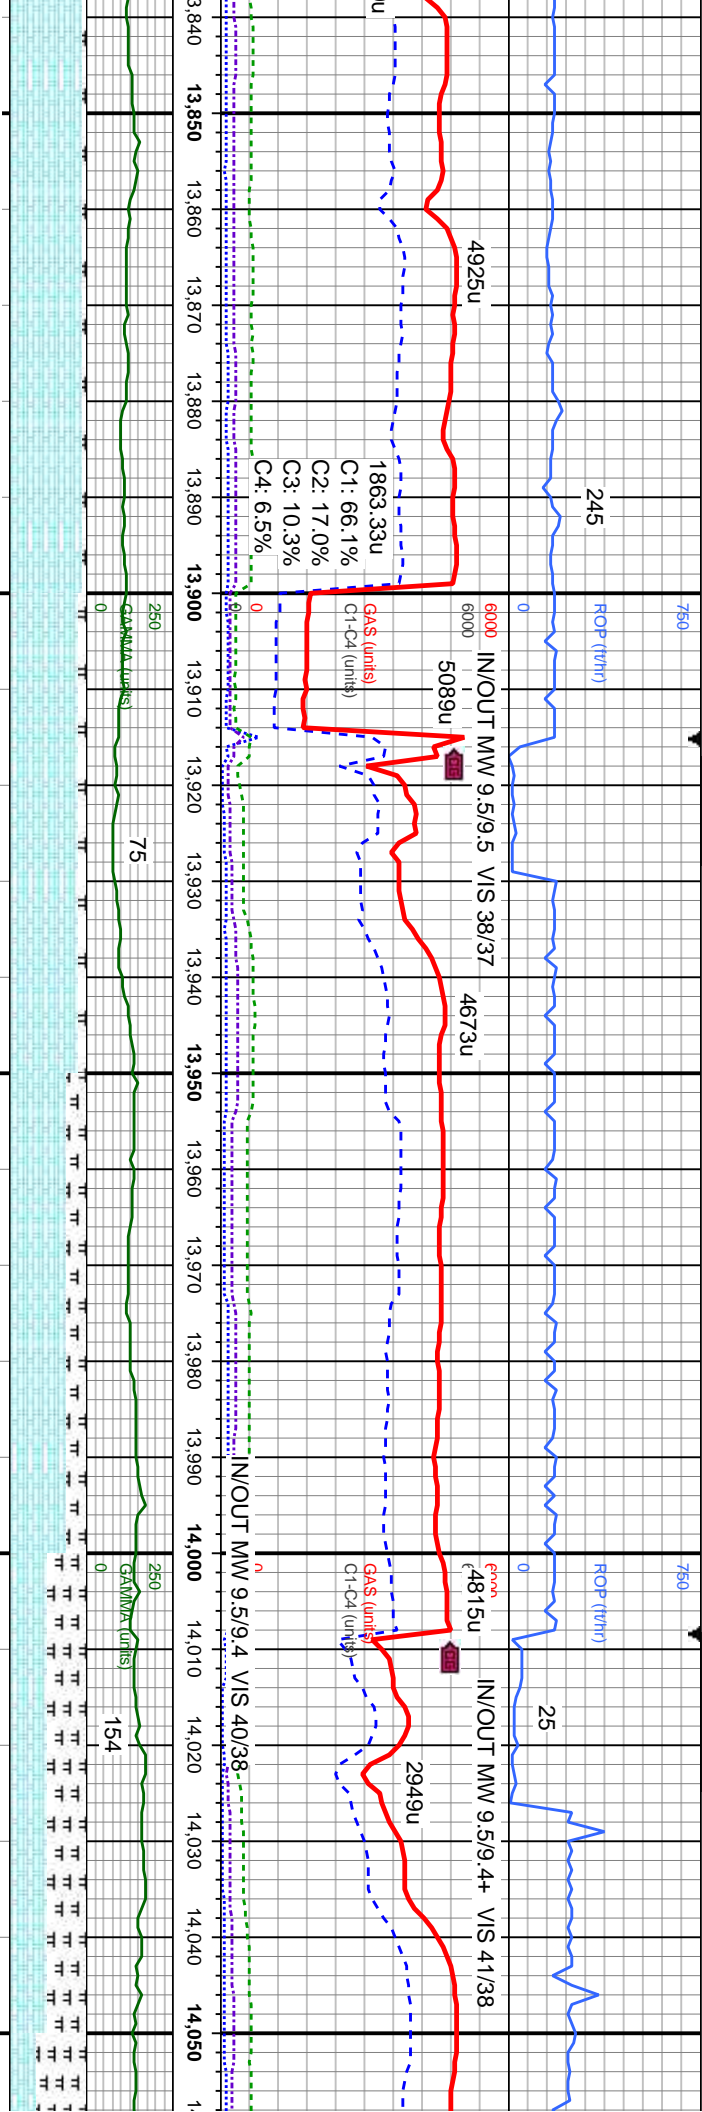 750
ROP (ft/hr)
0
750
ROP (ft/hr)
0
245
25
IN/OUT MW 9.5/9.5 VIS 38/37
IN/OUT MW 9.5/9.4+ VIS 41/38
6000
6000
4925u
5089u
4673u
4815u
2949u
GAS (units)
C1-C4 (units)
0
GAS (units)
C1-C4 (units)
1863.33u
C1: 66.1%
C2: 17.0%
C3: 10.3%
C4: 6.5%
IN/OUT MW 9.5/9.4 VIS 40/38
13,850
13,860
13,870
13,880
13,890
13,900
13,910
13,920
13,930
13,940
13,950
13,960
13,970
13,980
13,990
14,000
14,010
14,020
14,030
14,040
14,050
250
GAMMA (units)
0
75
250
GAMMA (units)
0
154